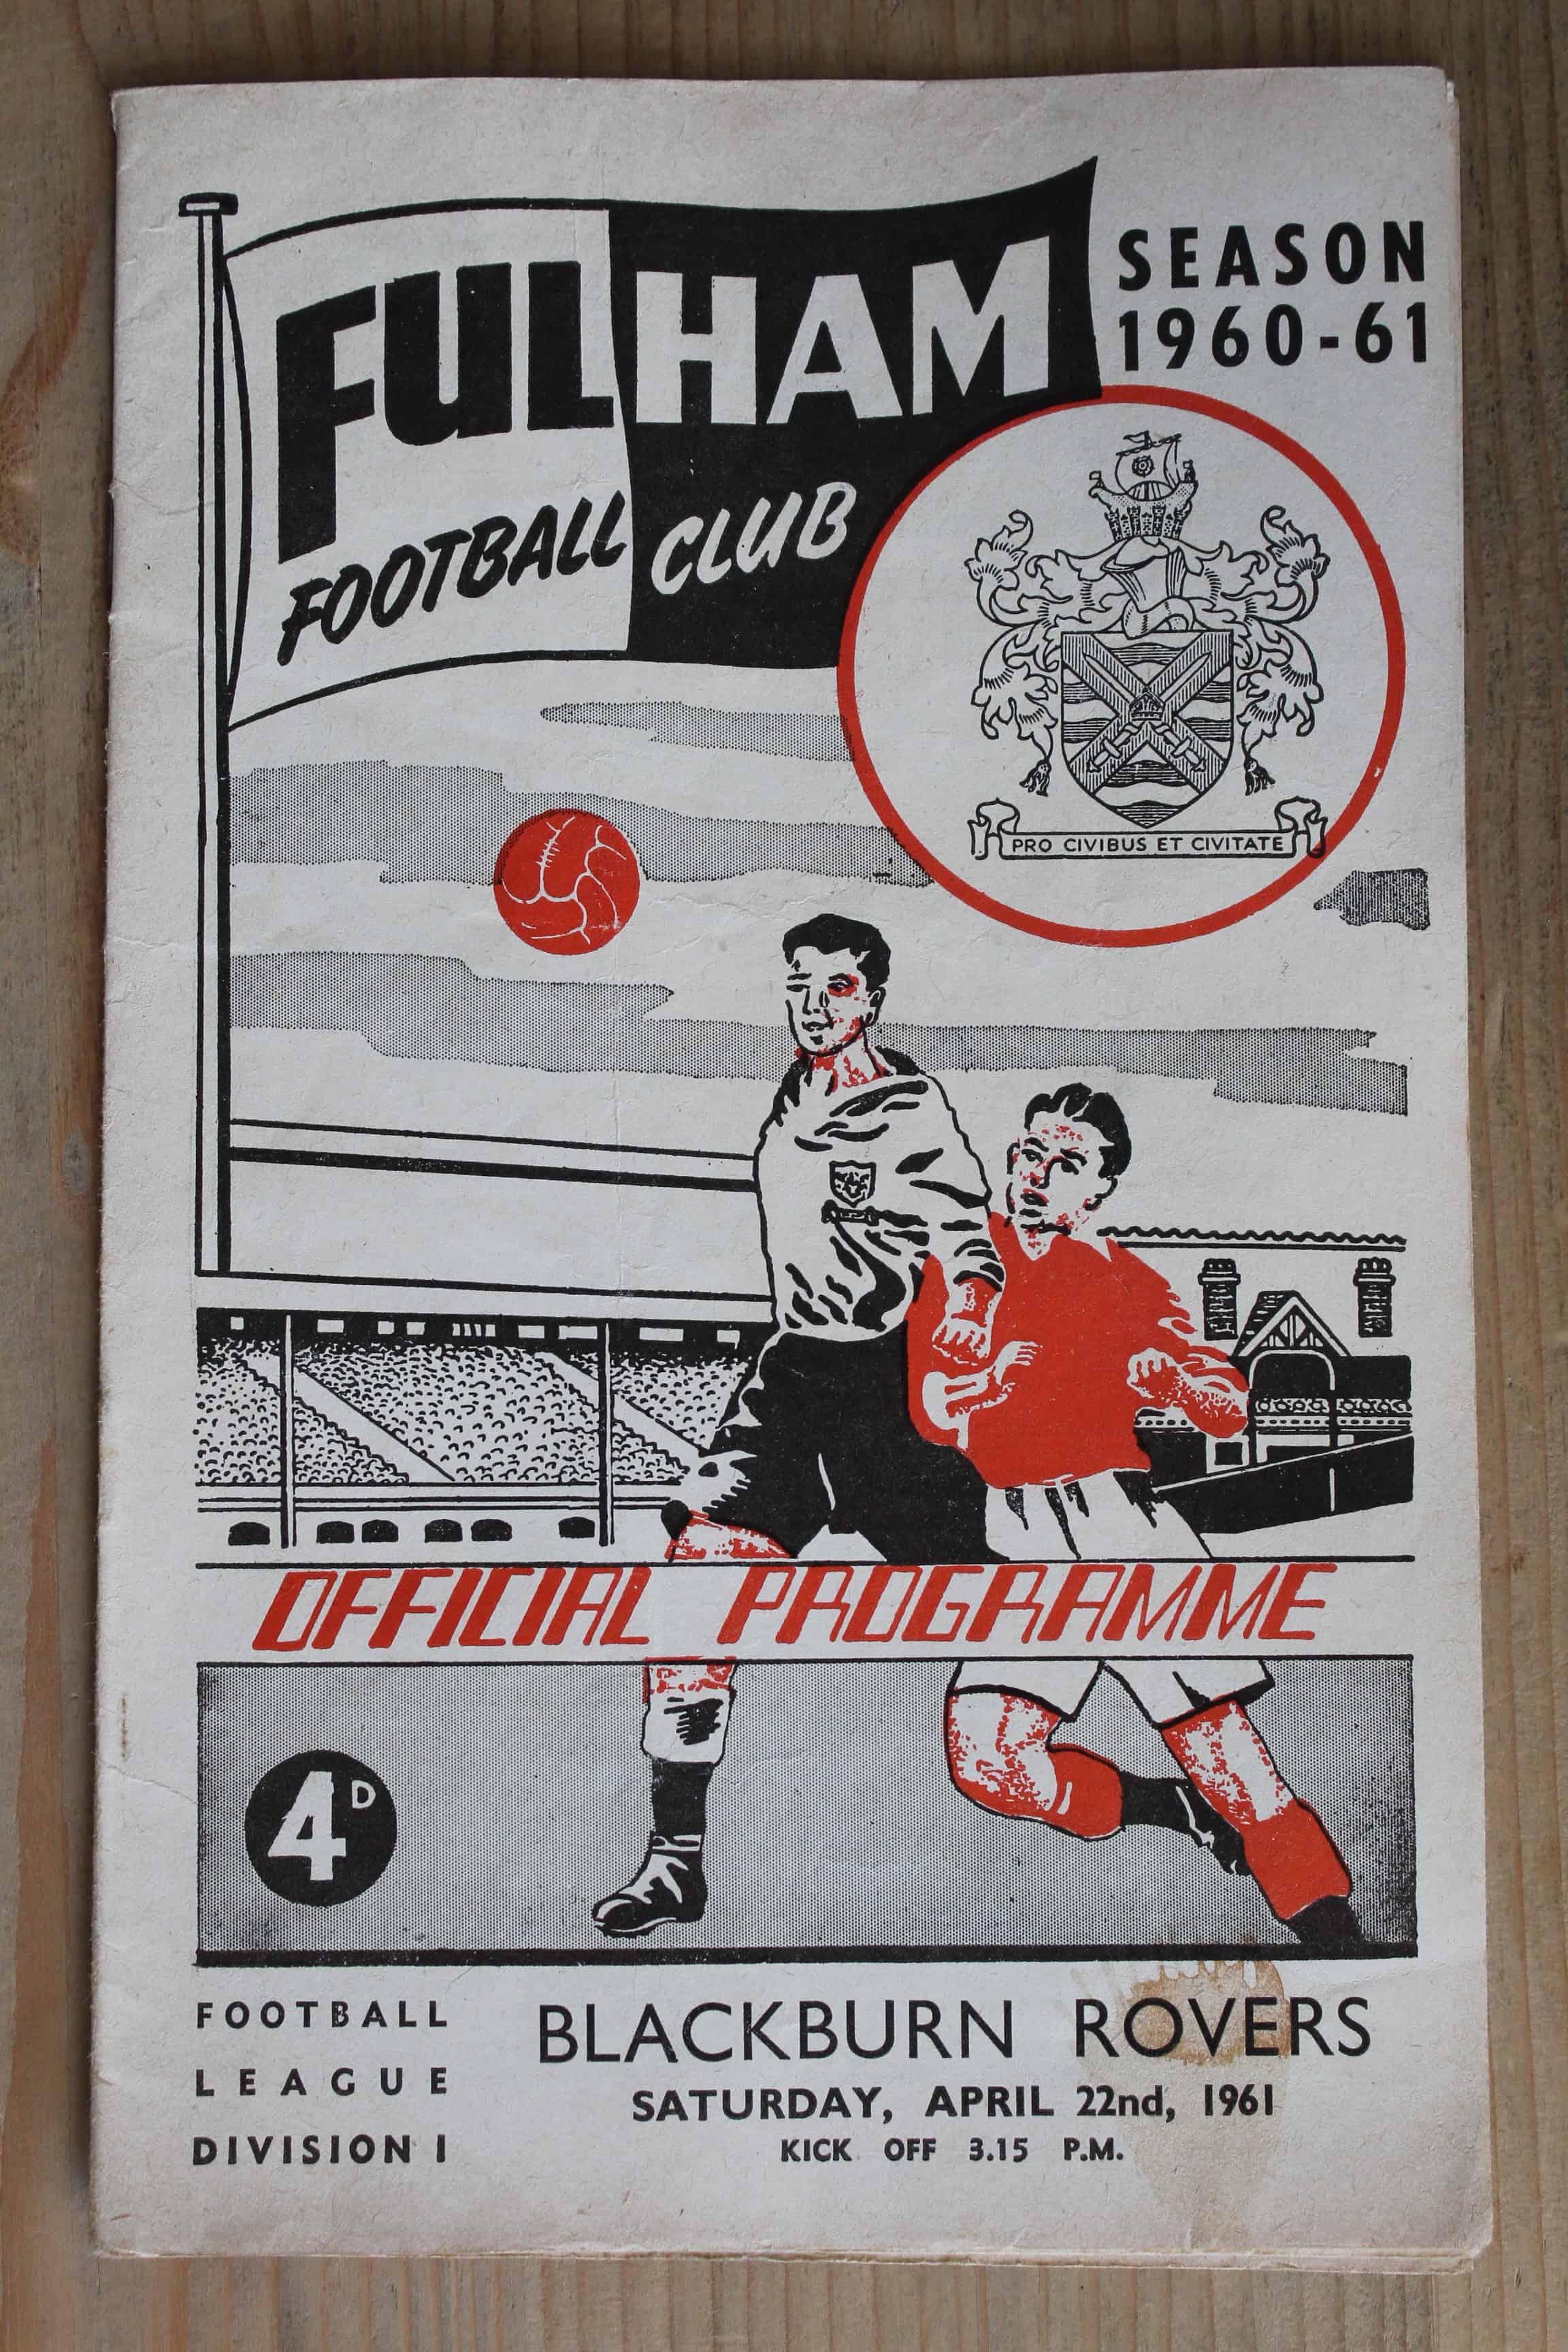 FULHAM
FOOTBALL CLUB
SEASON
1960-61
PRO CIVIBUS ET CIVITATE
OFFICIAL PROGRAMME
4D
FOOTBALL
LEAGUE
DIVISION I
BLACKBURN ROVERS
SATURDAY, APRIL 22nd, 1961
KICK OFF 3.15 P.M.